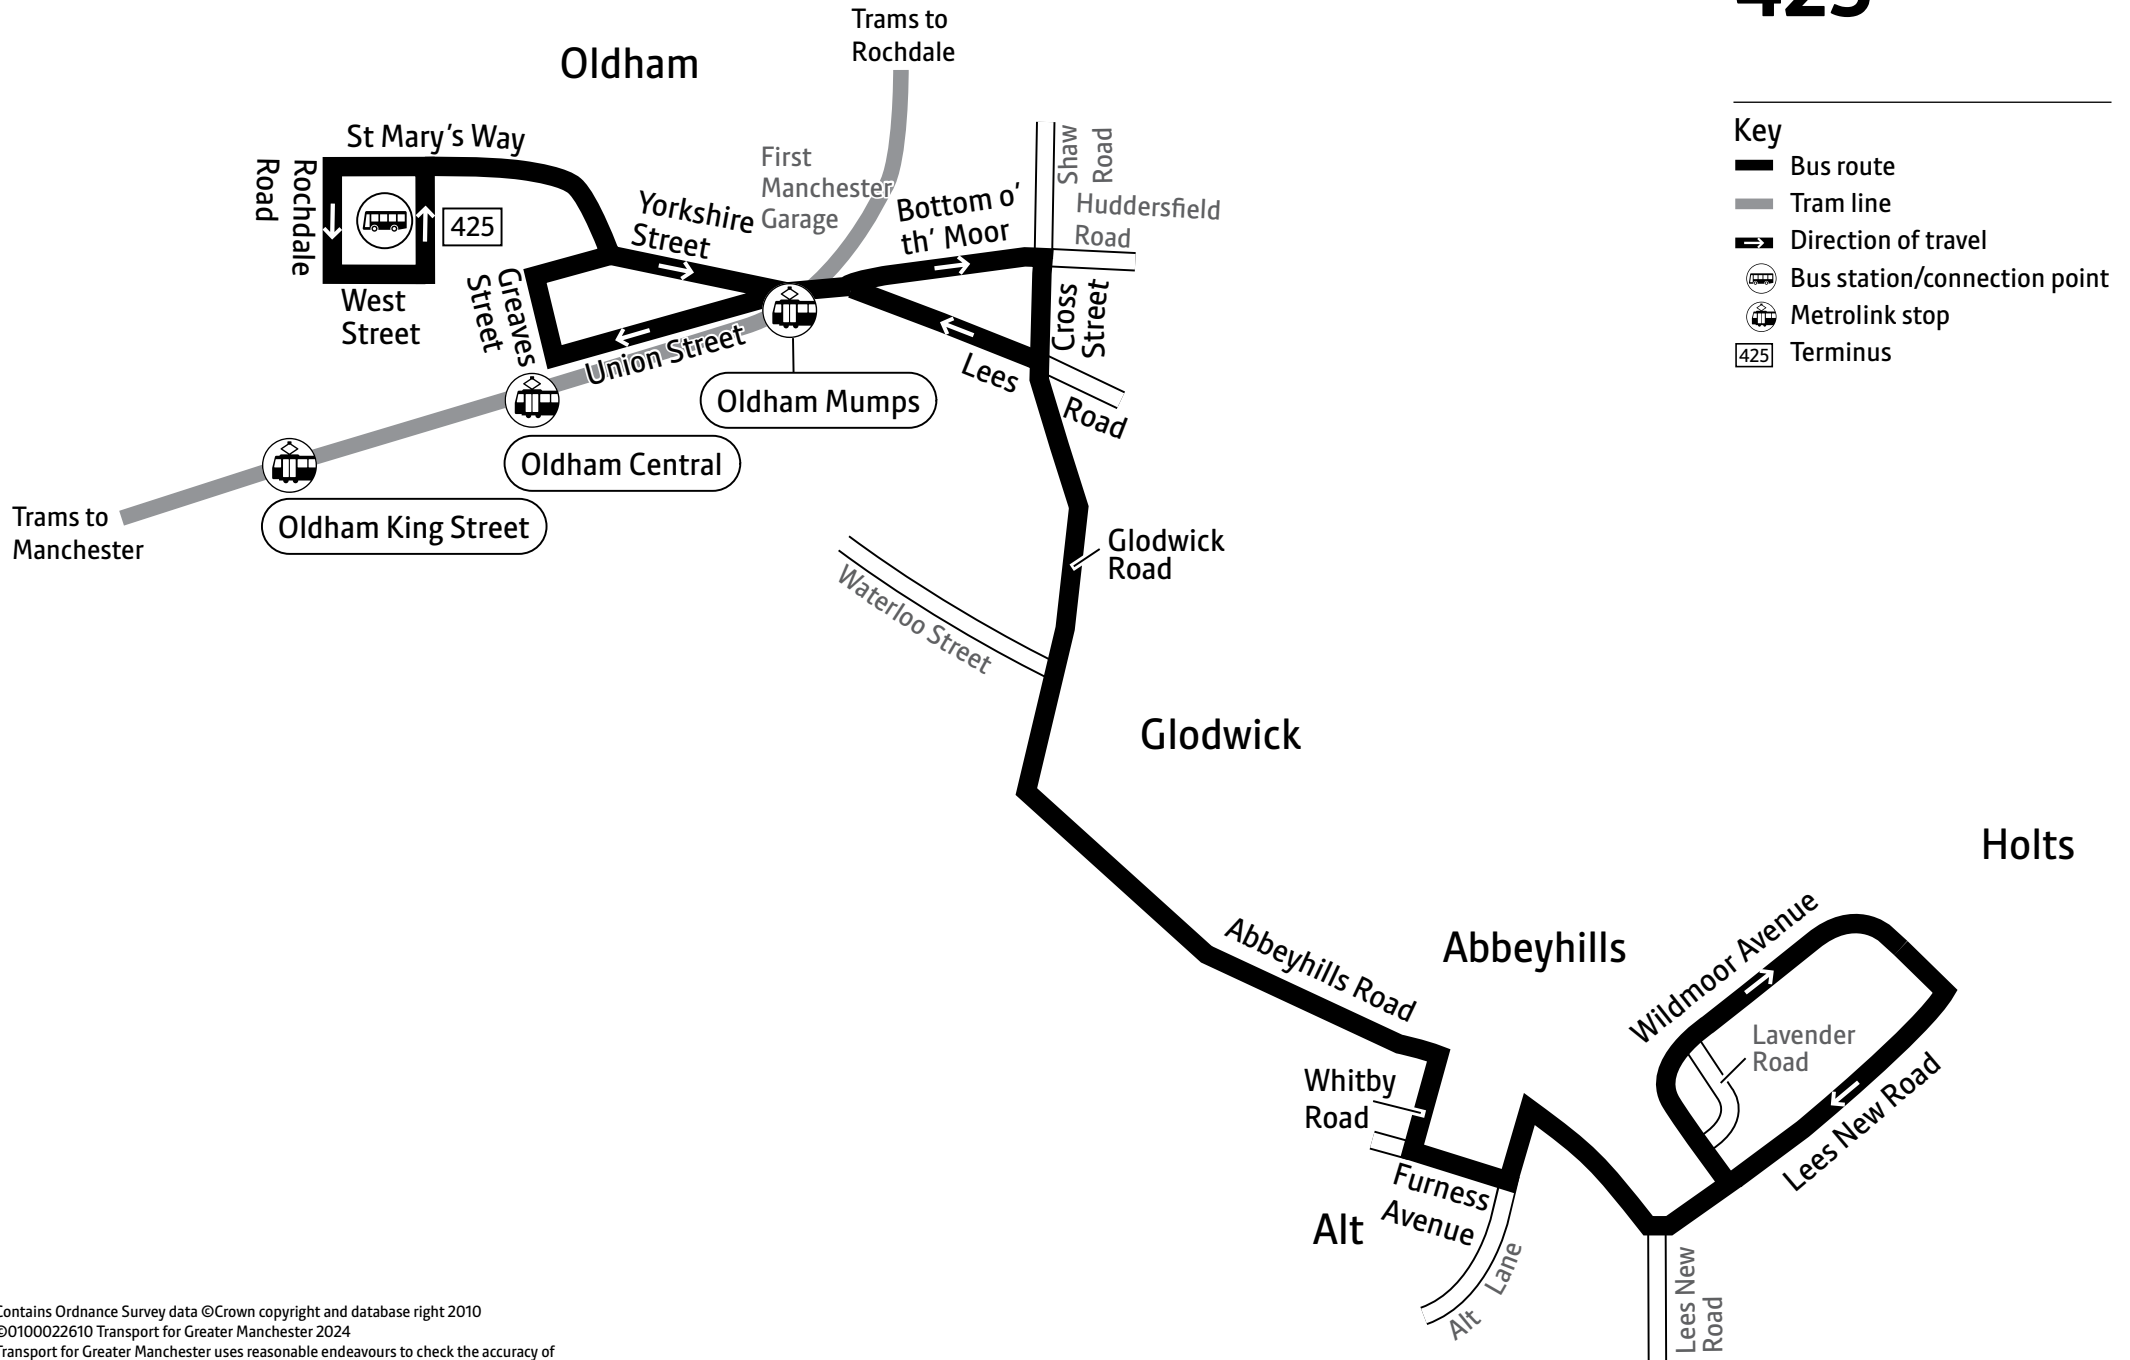 425
Key
Bus route
Tram line
Direction of travel
Bus station/connection point
Metrolink stop
425 Terminus
Trams to
Rochdale
Oldham
St Mary's Way
Rochdale
Road
425
West
Street
First
Manchester
Garage
Yorkshire
Street
Bottom o'
th' Moor
Shaw
Road
Huddersfield
Road
Greaves
Street
Union Street
Cross
Street
Lees
Road
Oldham Mumps
Oldham Central
Oldham King Street
Trams to
Manchester
Glodwick
Road
Waterloo Street
Glodwick
Holts
Abbeyhills Road
Abbeyhills
Wildmoor Avenue
Lavender
Road
Lees New Road
Whitby
Road
Furness
Avenue
Alt
Alt Lane
Lees New
Road
Contains Ordnance Survey data ©Crown copyright and database right 2010
©0100022610 Transport for Greater Manchester 2024
Transport for Greater Manchester uses reasonable endeavours to check the accuracy of